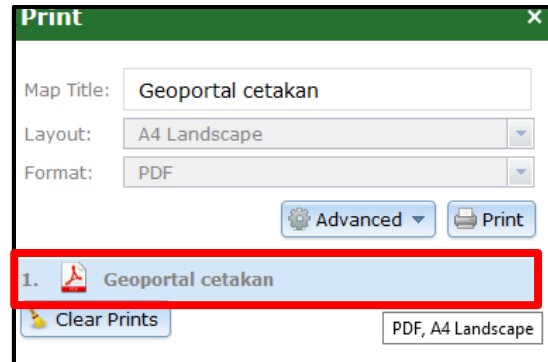 Print ×
Map Title: Geoportal cetakan
Layout: A4 Landscape
Format: PDF
Advanced Print
1. Geoportal cetakan
Clear Prints
PDF, A4 Landscape